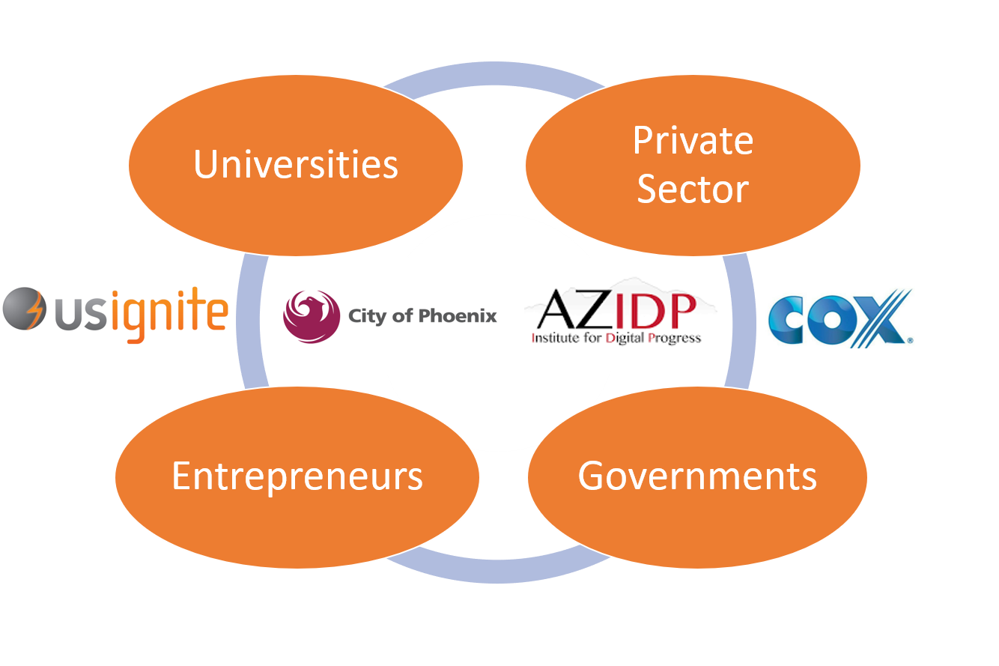 Universities
Private
Sector
usignite
City of Phoenix
AZIDP
Institute for Digital Progress
COX®
Entrepreneurs
Governments